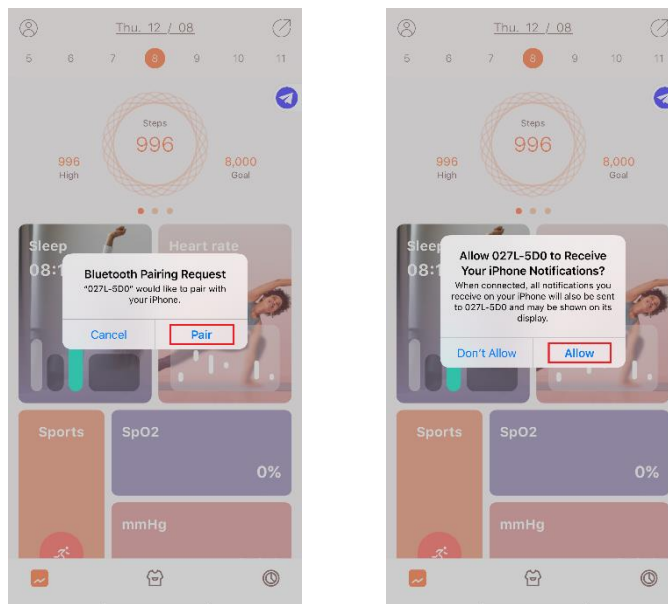 Thu. 12 / 08
5 6 7 8 9 10 11
Steps
996
996
High
8,000
Goal
Sleep
08:1
Heart rate
Bluetooth Pairing Request
"027L-5D0" would like to pair with
your iPhone.
Cancel Pair
Sports
SpO2
0%
mmHg
Thu. 12 / 08
5 6 7 8 9 10 11
Steps
996
996
High
8,000
Goal
Sleep
08:1
Allow 027L-5D0 to Receive
Your iPhone Notifications?
When connected, all notifications you
receive on your iPhone will also be sent
to 027L-5D0 and may be shown on its
display.
Don't Allow Allow
Sports
SpO2
0%
mmHg